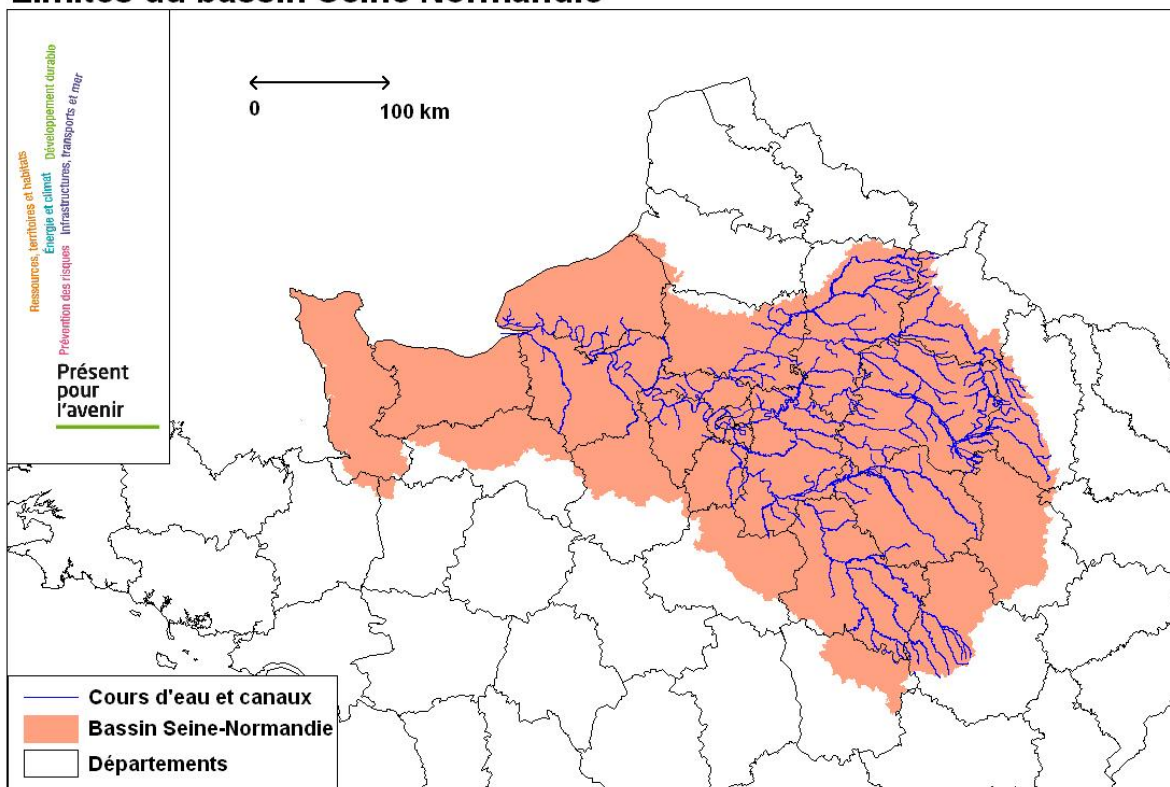 Limites du bassin Seine Normandie
Ressources, territoires et habitats
Énergie et climat Développement durable
Prévention des risques Infrastructures, transports et mer
Présent
pour
l'avenir
0 100 km
Cours d'eau et canaux
Bassin Seine-Normandie
Départements